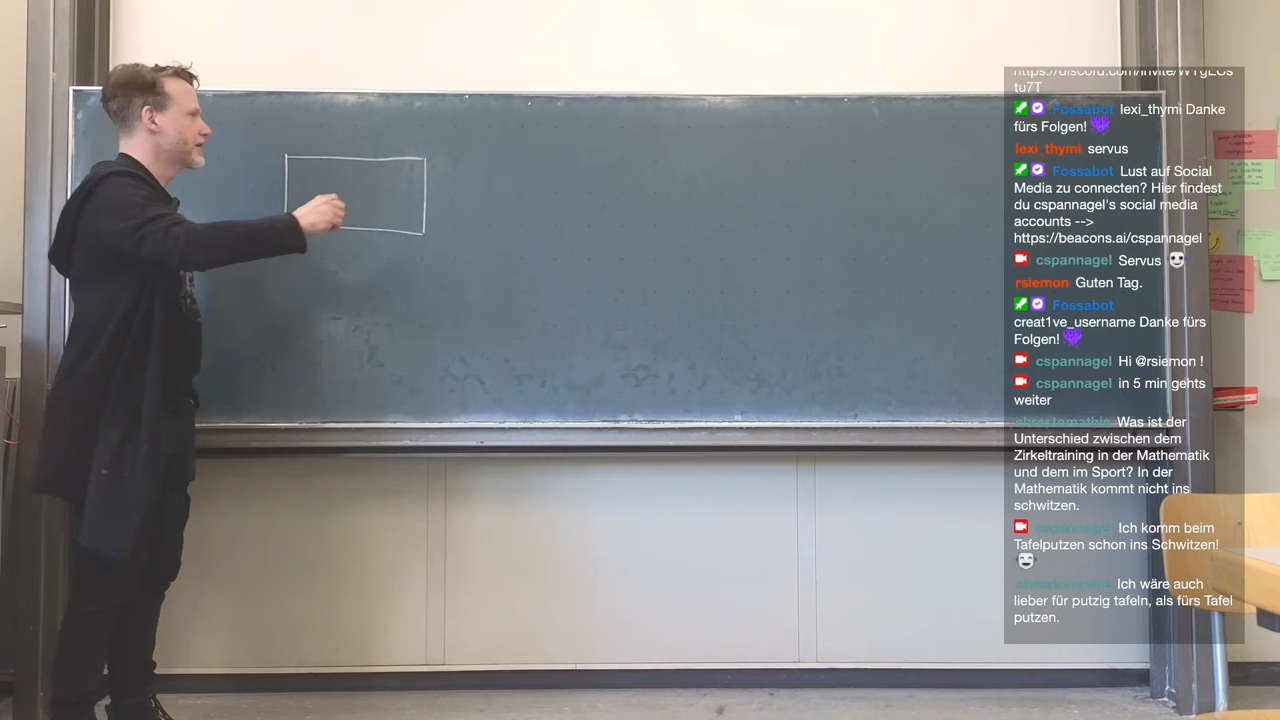 tu7T
Fossabot lexi_thymi Danke
fürs Folgen!
lexi_thymi servus
Fossabot Lust auf Social
Media zu connecten? Hier findest
du cspannagel's social media
accounts -->
https://beacons.ai/cspannagel
cspannagel Servus
rsiemon Guten Tag.
Fossabot
creat1ve_username Danke fürs
Folgen!
cspannagel Hi @rsiemon !
cspannagel in 5 min gehts
weiter
Was ist der
Unterschied zwischen dem
Zirkeltraining in der Mathematik
und dem im Sport? In der
Mathematik kommt nicht ins
schwitzen.
cspannagel Ich komm beim
Tafelputzen schon ins Schwitzen!
Ich wäre auch
lieber für putzig tafeln, als fürs Tafel
putzen.